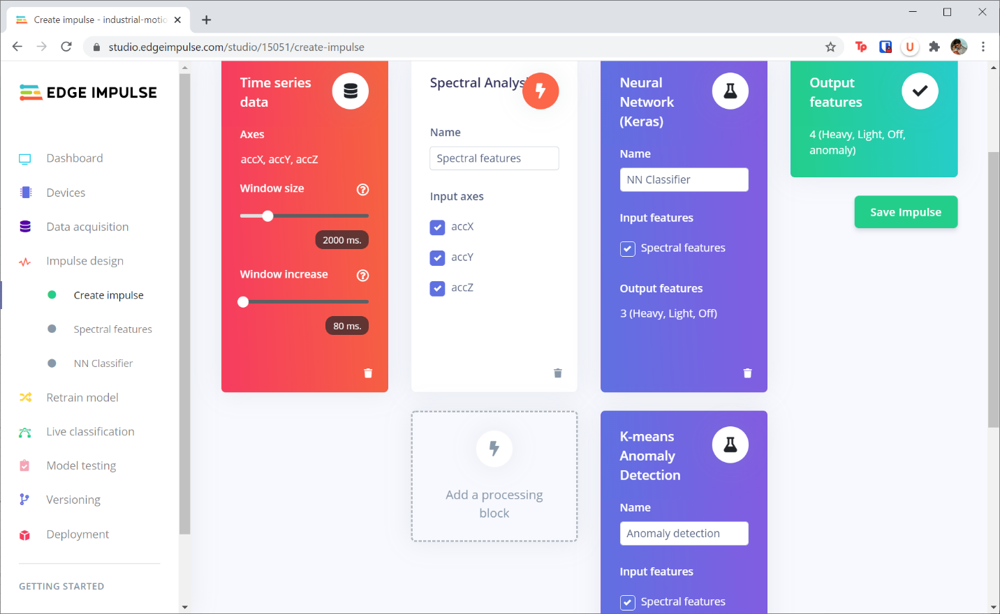 Create impulse - industrial-motio
studio.edgeimpulse.com/studio/15051/create-impulse
Tp
U
EDGE IMPULSE
Dashboard
Devices
Data acquisition
Impulse design
Create impulse
Spectral features
NN Classifier
Retrain model
Live classification
Model testing
Versioning
Deployment
GETTING STARTED
Time series
data
Axes
accX, accY, accZ
Window size
2000 ms.
Window increase
80 ms.
Spectral Analys
Name
Spectral features
Input axes
accX
accY
accZ
Add a processing
block
Neural
Network
(Keras)
Name
NN Classifier
Input features
Spectral features
Output features
3 (Heavy, Light, Off)
K-means
Anomaly
Detection
Name
Anomaly detection
Input features
Spectral features
Output
features
4 (Heavy, Light, Off,
anomaly)
Save Impulse